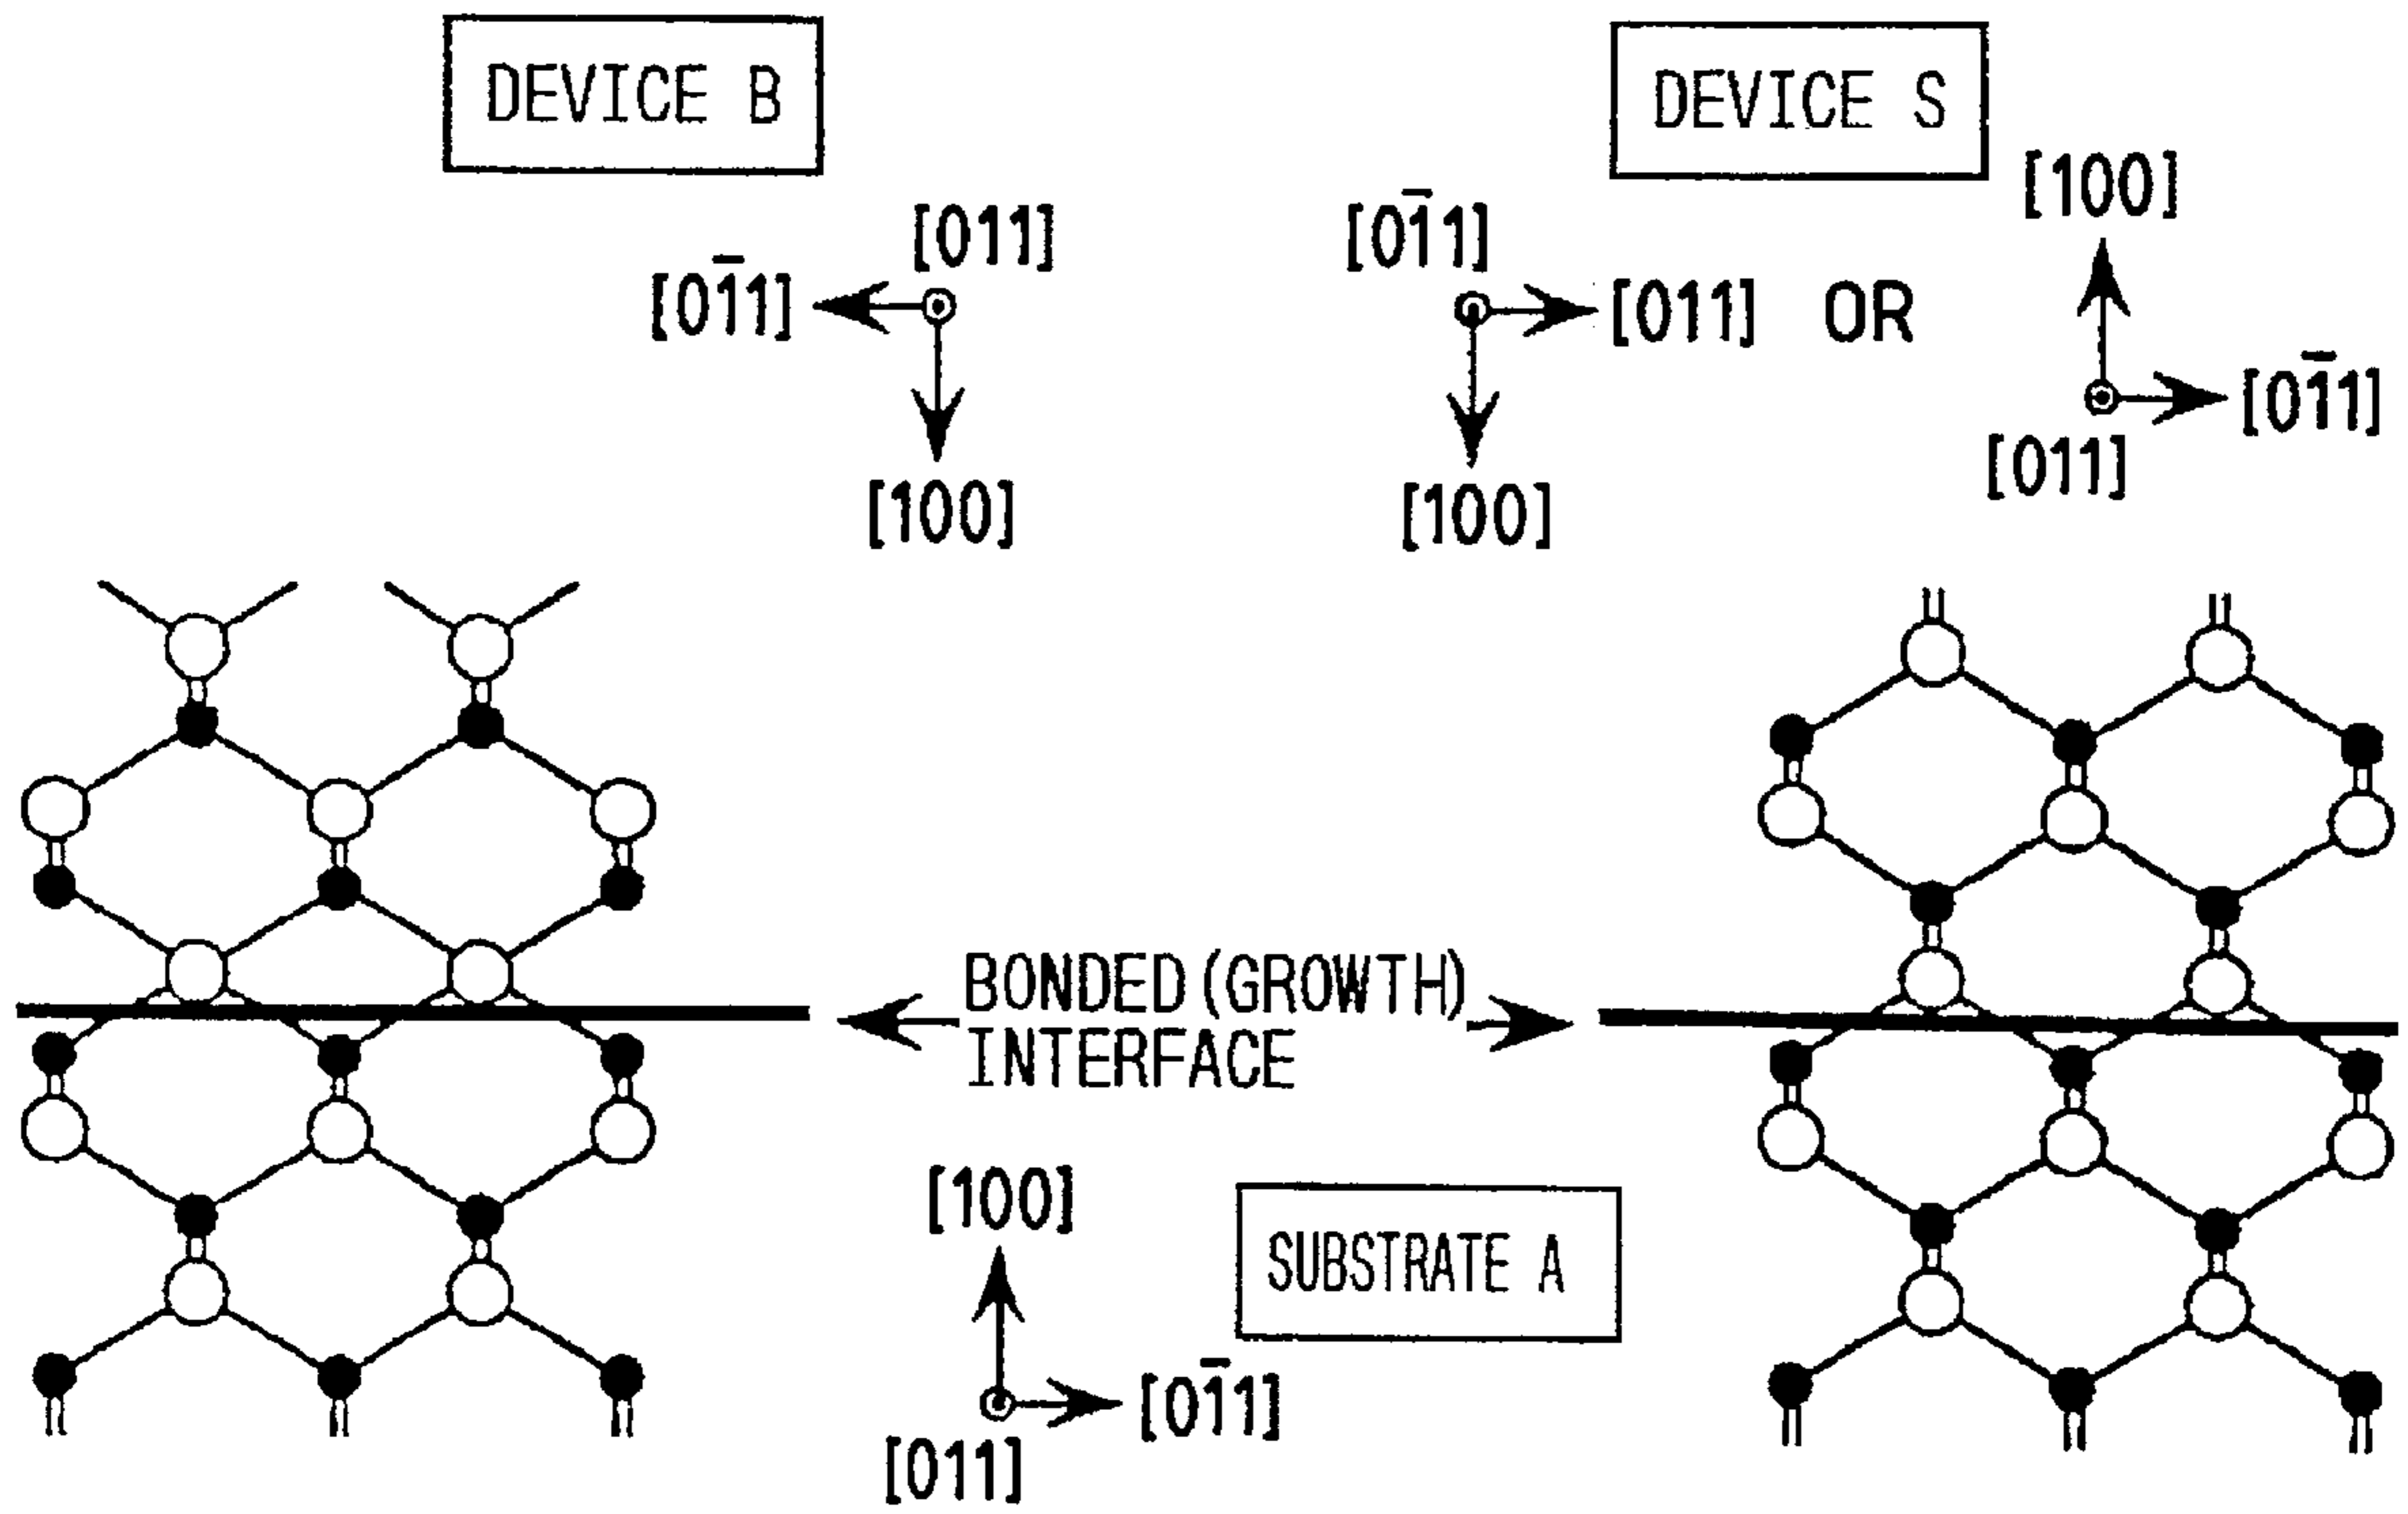 DEVICE B
DEVICE S
[100]
[011]
[01̄1]
[01̄1]
[011] OR
[01̄1]
[011]
[100]
[100]
BONDED (GROWTH)
INTERFACE
[100]
SUBSTRATE A
[01̄1]
[011]